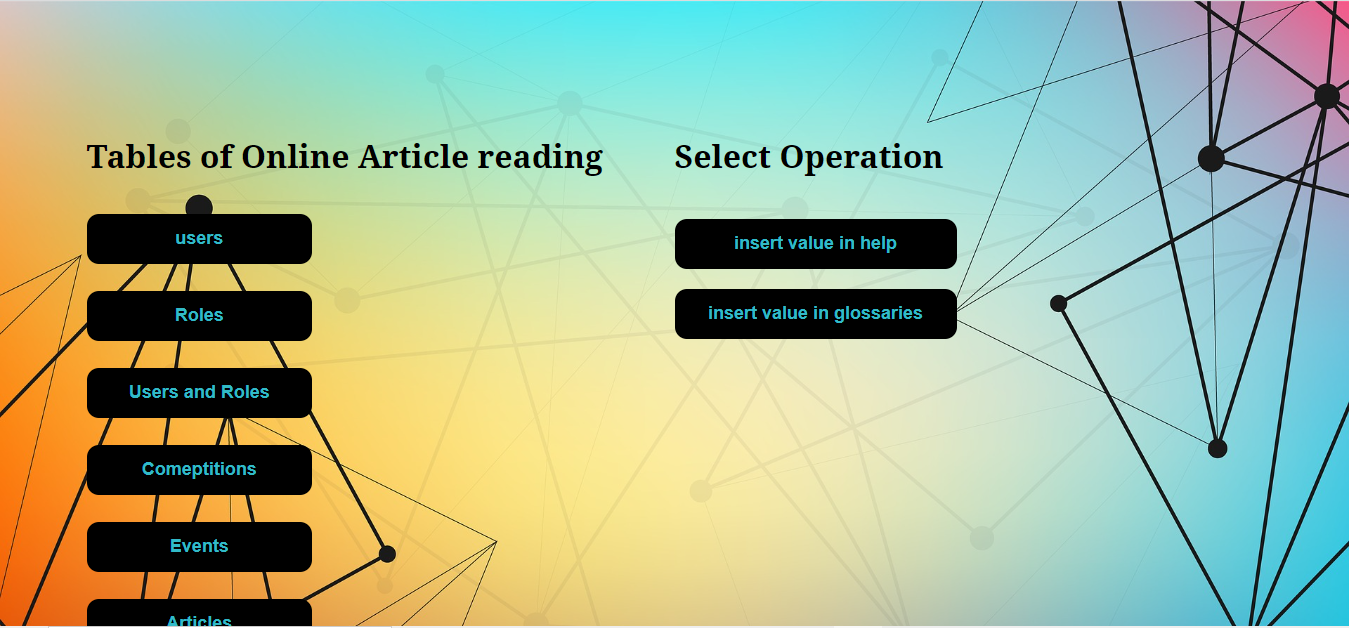 Tables of Online Article reading
users
Roles
Users and Roles
Comeptitions
Events
Articles
Select Operation
insert value in help
insert value in glossaries